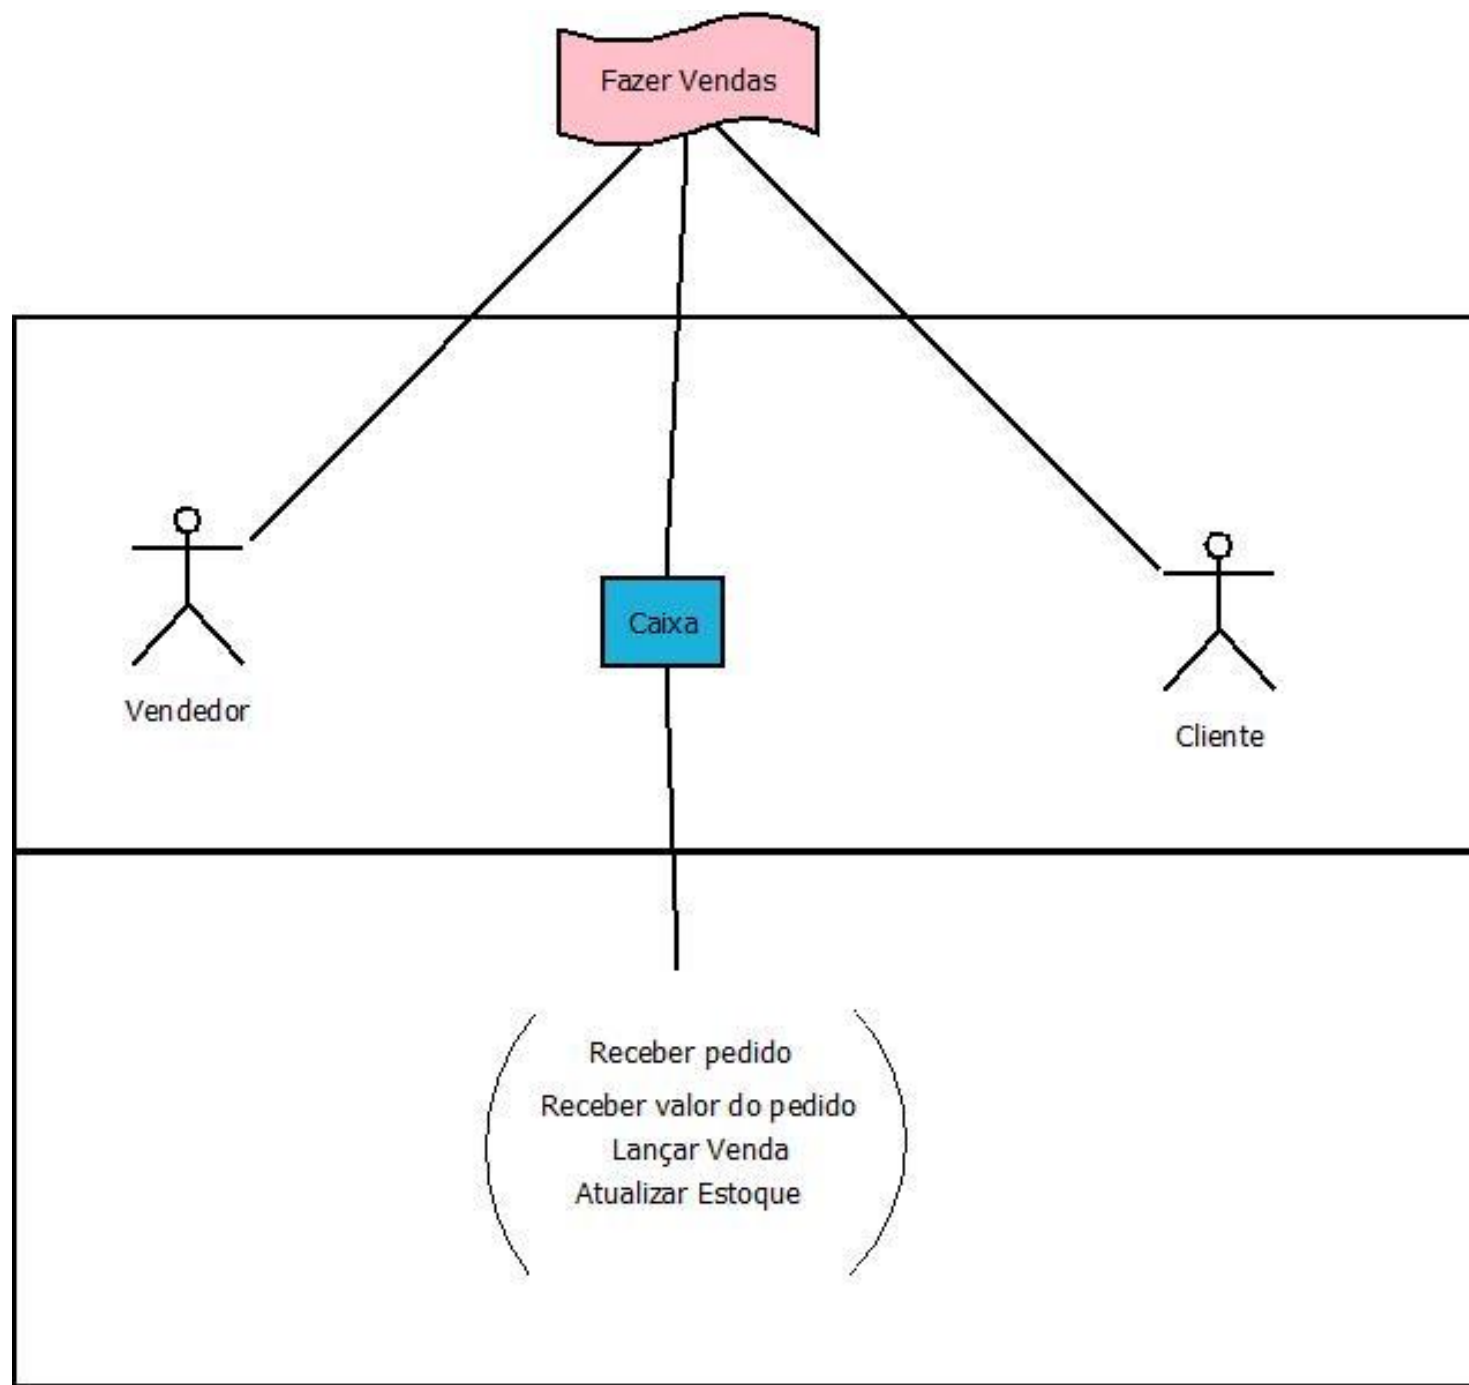 Fazer Vendas
Caixa
Vendedor
Cliente
Receber pedido
Receber valor do pedido
Lançar Venda
Atualizar Estoque